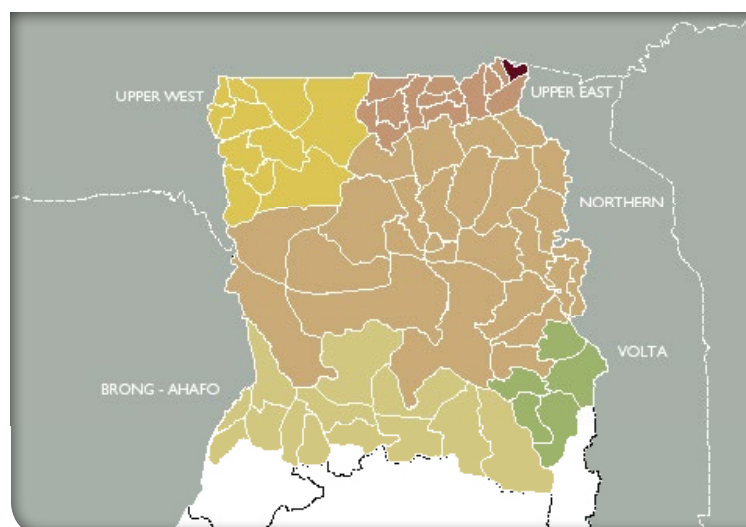 UPPER WEST
UPPER EAST
NORTHERN
VOLTA
BRONG - AHAFO